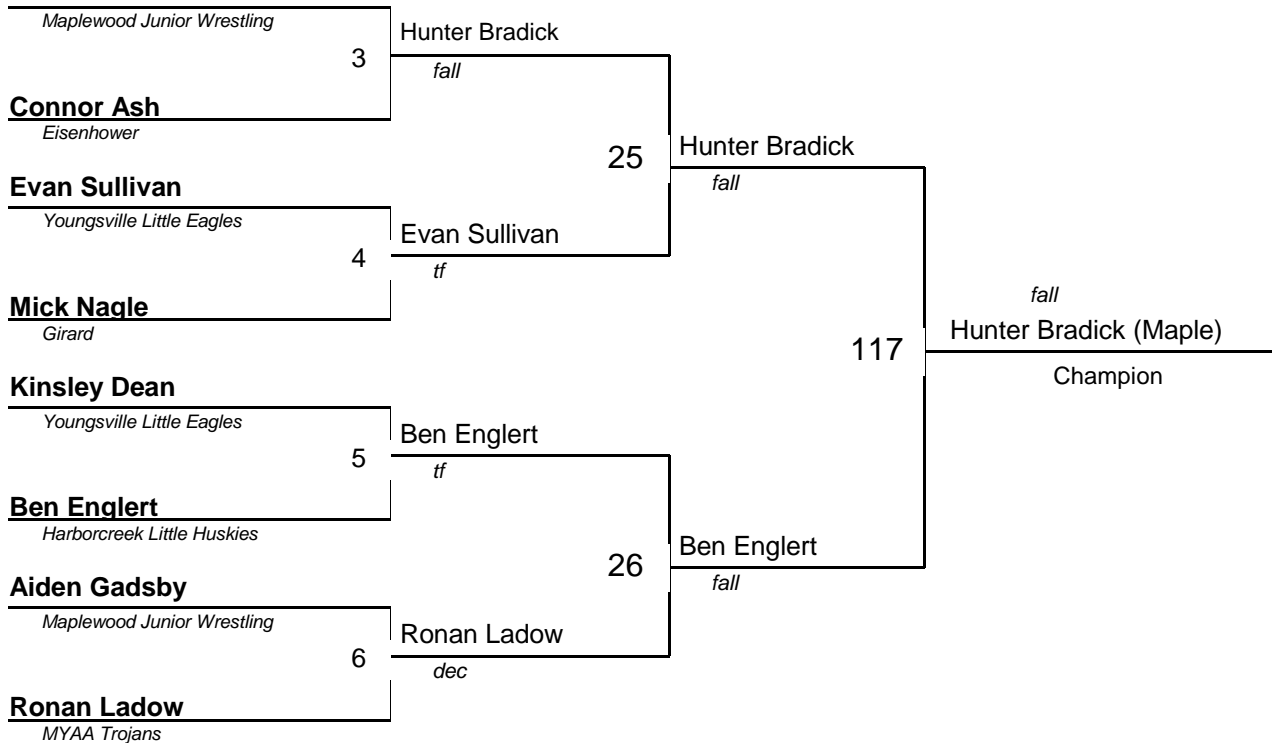 Maplewood Junior Wrestling
3
Hunter Bradick
fall
Connor Ash
Eisenhower
25
Hunter Bradick
fall
Evan Sullivan
Youngsville Little Eagles
4
Evan Sullivan
tf
Mick Nagle
Girard
117
fall
Hunter Bradick (Maple)
Champion
Kinsley Dean
Youngsville Little Eagles
5
Ben Englert
tf
Ben Englert
Harborcreek Little Huskies
26
Ben Englert
fall
Aiden Gadsby
Maplewood Junior Wrestling
6
Ronan Ladow
dec
Ronan Ladow
MYAA Trojans